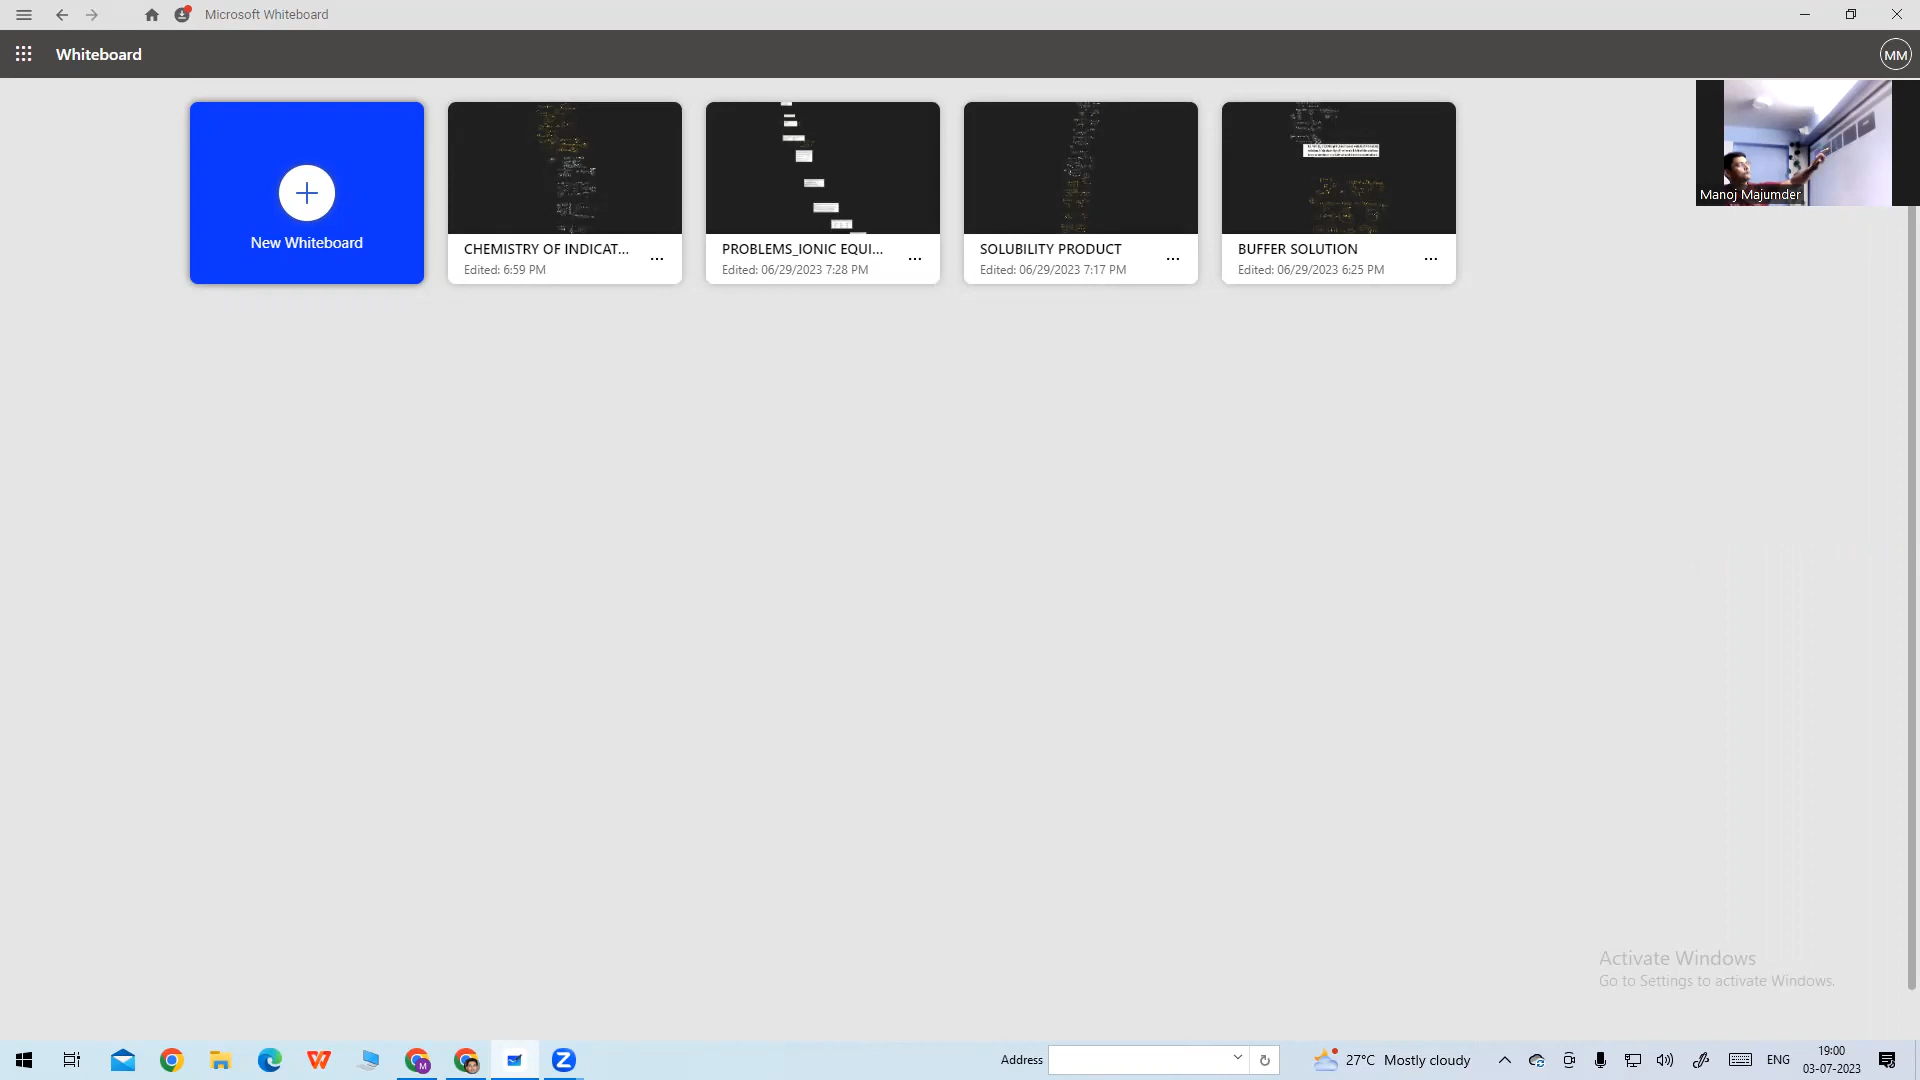 Microsoft Whiteboard
Whiteboard
MM
Manoj Majumder
New Whiteboard
CHEMISTRY OF INDICAT...
Edited: 6:59 PM
PROBLEMS_IONIC EQUI...
Edited: 06/29/2023 7:28 PM
SOLUBILITY PRODUCT
Edited: 06/29/2023 7:17 PM
BUFFER SOLUTION
Edited: 06/29/2023 6:25 PM
Activate Windows
Go to Settings to activate Windows.
Address
27°C Mostly cloudy
ENG
19:00
03-07-2023